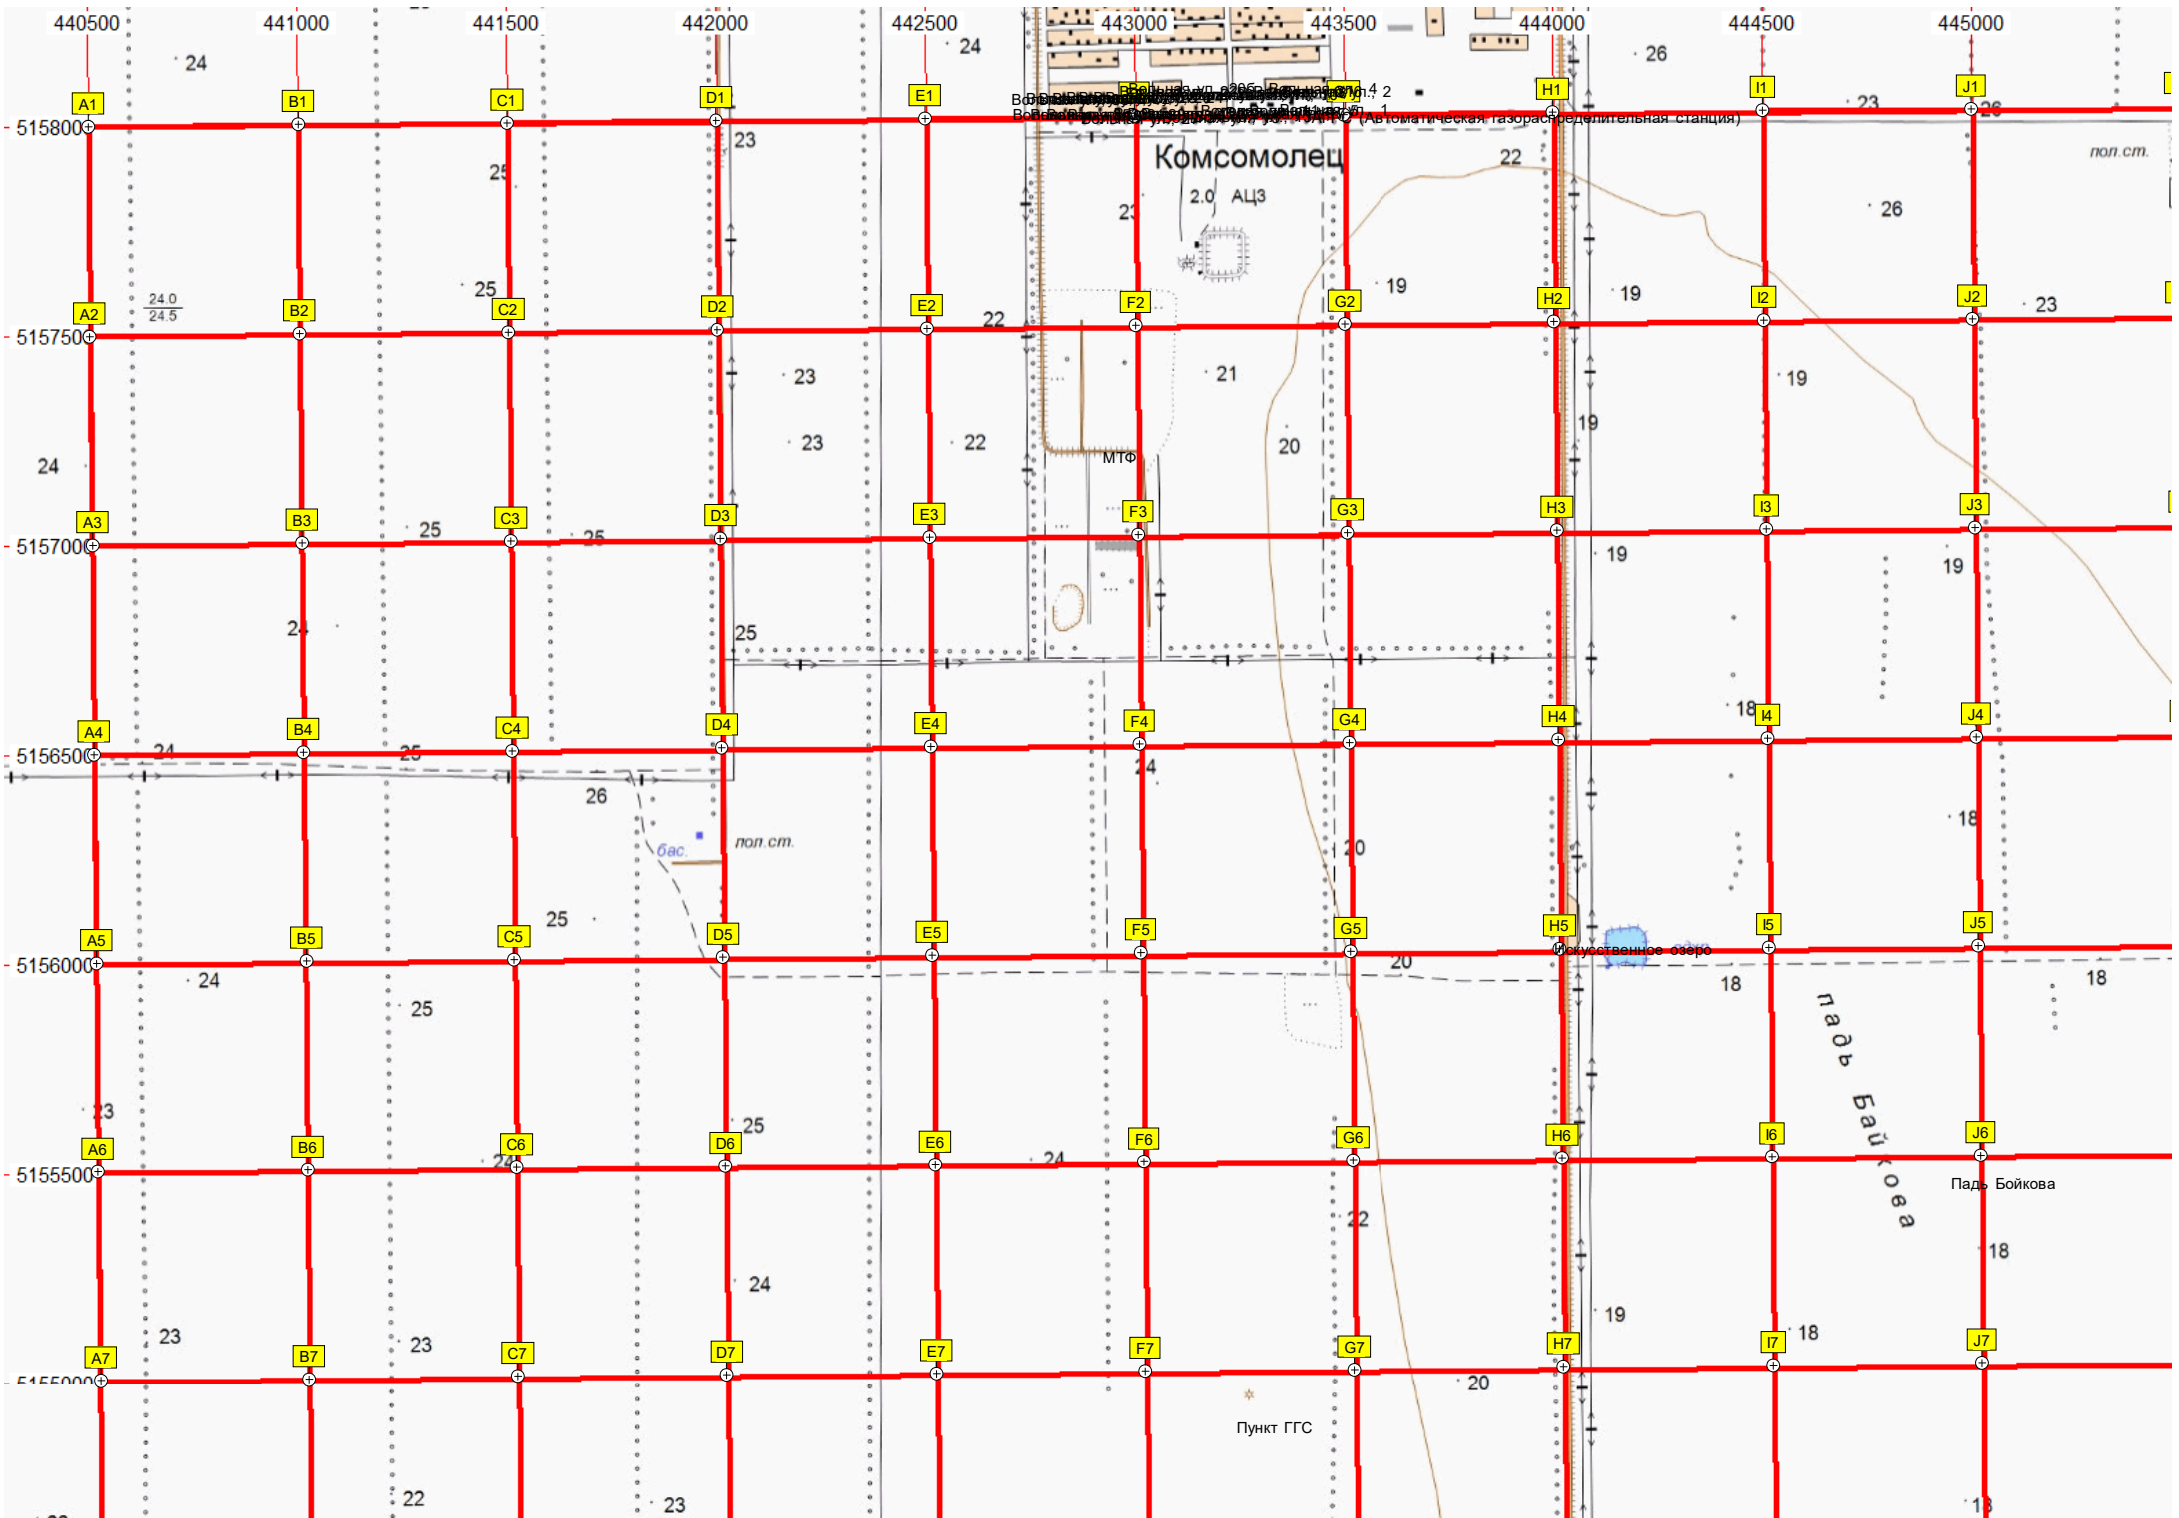 440500 441000 441500 442000 442500 443000 443500 444000 444500 445000
24 24 26
A1 B1 C1 D1 E1 H1 I1 J1
23 26
5158000
(Автоматическая газораспределительная станция)
23 Комсомолец 22 пол.ст.
25 2.0 АЦЗ 23 26
24.0
24.5
25 19 19 23
A2 B2 C2 D2 E2 F2 G2 H2 I2 J2
5157500 22
23 21 19
23 22 20 19
24 МТФ
A3 B3 C3 D3 E3 F3 G3 H3 I3 J3
25 25
5157000 19 19
24 25
18
A4 B4 C4 D4 E4 F4 G4 H4 I4 J4
5156500 24 25 24
26 18
бас. пол.ст. 20
25
A5 B5 C5 D5 E5 F5 G5 H5 I5 J5
Искусственное озеро
5156000 20
24 18 18
25
падь Байкова
23 25
A6 B6 C6 D6 E6 F6 G6 H6 I6 J6
24 24
5155500
Падь Бойкова
22
18
24
19
23 23 18
A7 B7 C7 D7 E7 F7 G7 H7 I7 J7
5155000 20
Пункт ГГС
22 23 18